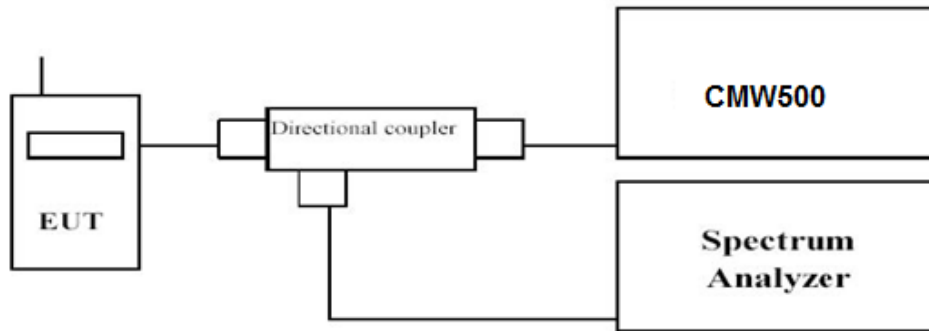 CMW500
Directional coupler
EUT
Spectrum
Analyzer